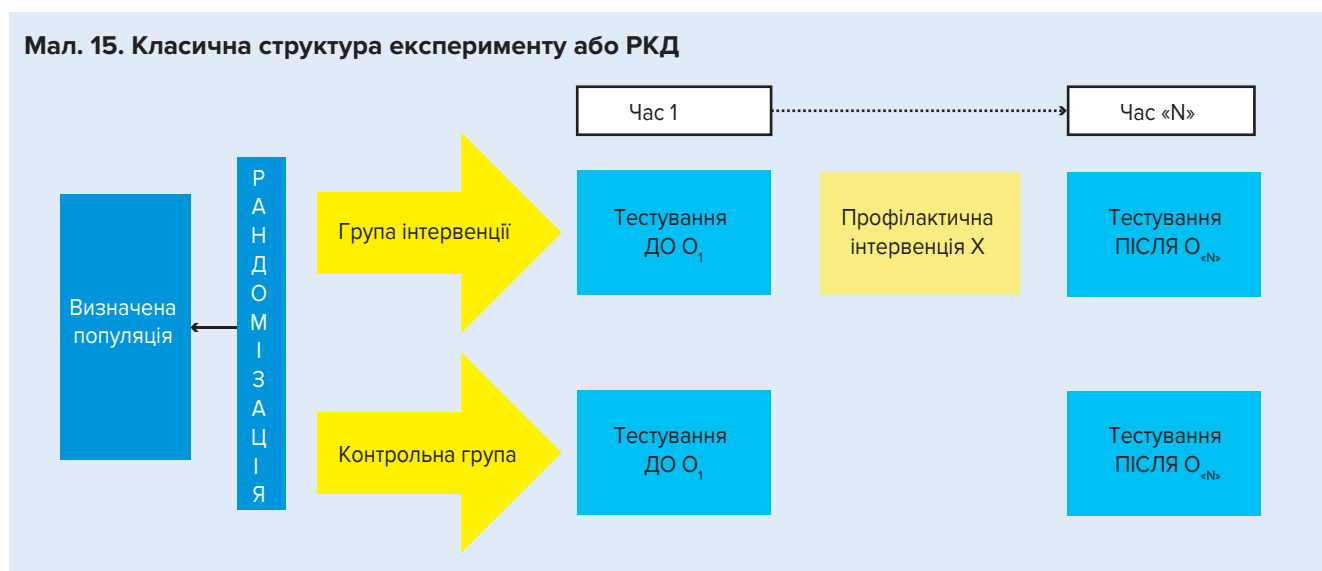 Мал. 15. Класична структура експерименту або РКД
Час 1
Час «N»
Визначена
популяція
РАНДОМІЗАЦІЯ
Група інтервенції
Тестування
ДО О₁
Профілактична
інтервенція Х
Тестування
ПІСЛЯ О«N»
Контрольна група
Тестування
ДО О₁
Тестування
ПІСЛЯ О«N»